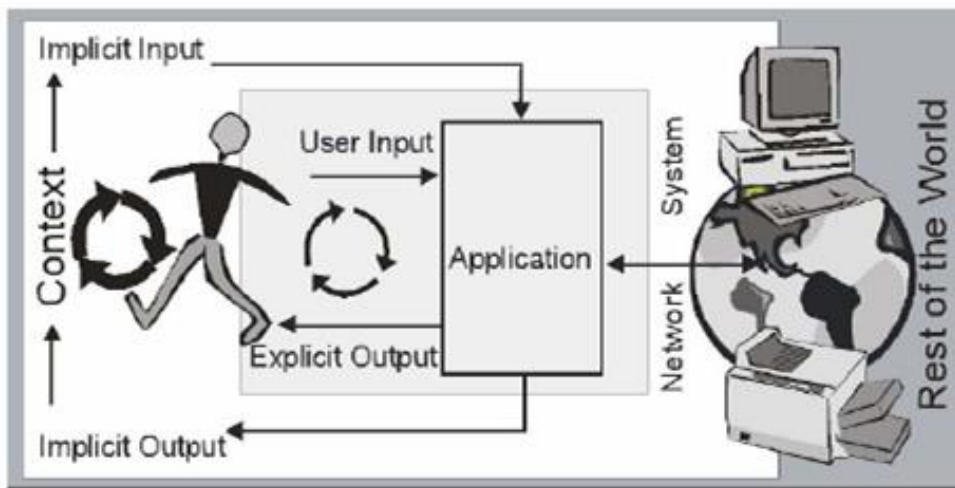 Implicit Input
User Input
Context
Application
System
Network
Explicit Output
Implicit Output
Rest of the World